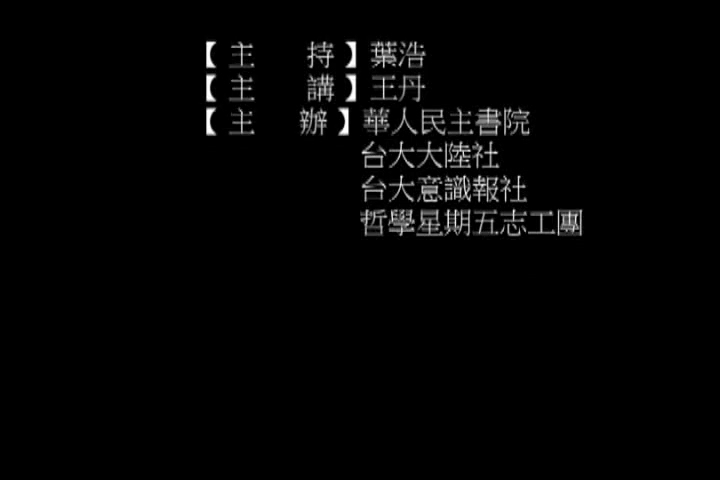 【主　持】葉浩
【主　講】王丹
【主　辦】華人民主書院
台大大陸社
台大意識報社
哲學星期五志工團